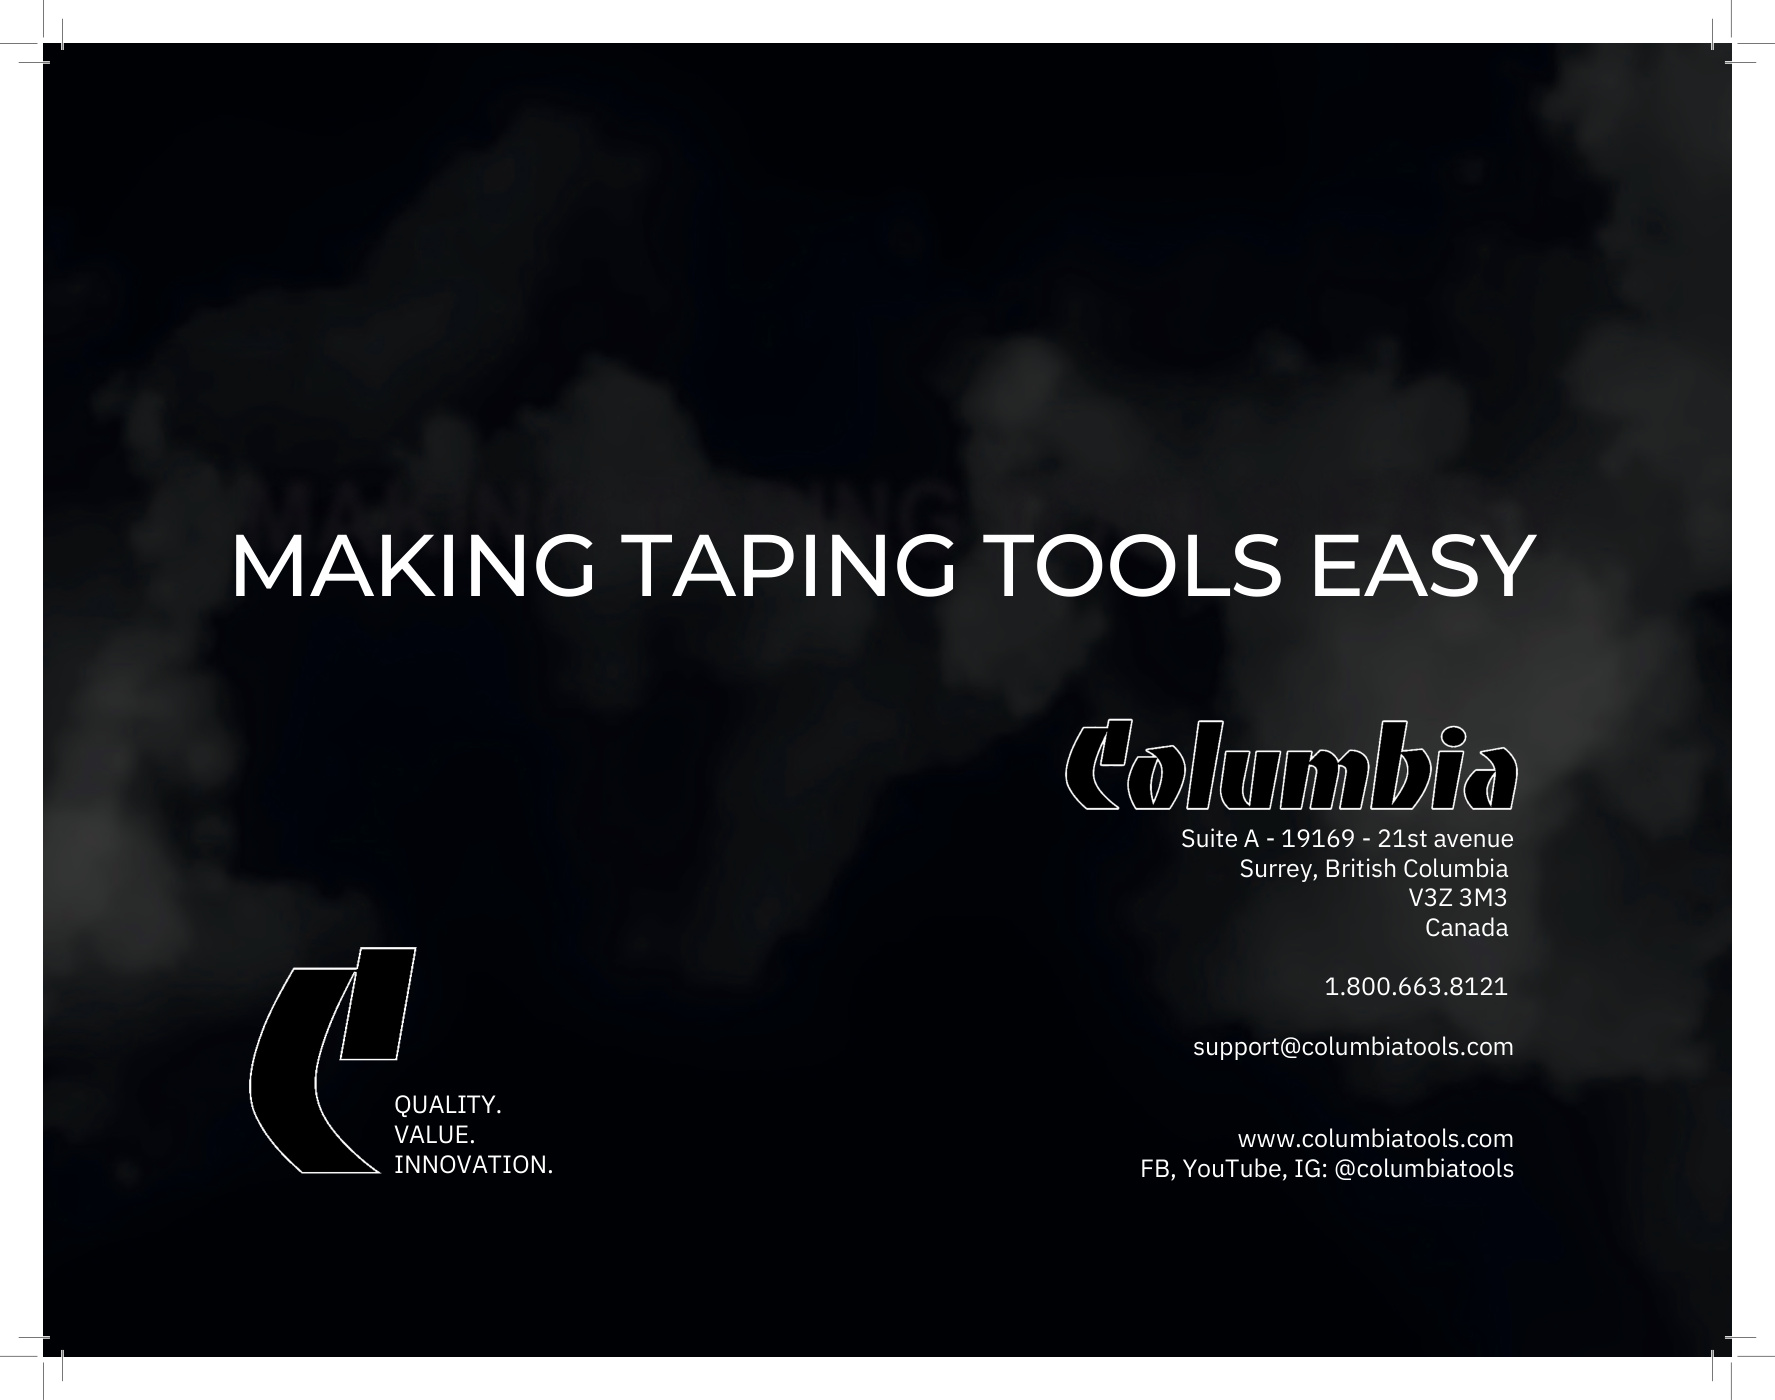 MAKING TAPING TOOLS EASY
Columbia
Suite A - 19169 - 21st avenue
Surrey, British Columbia
V3Z 3M3
Canada
1.800.663.8121
support@columbiatools.com
www.columbiatools.com
FB, YouTube, IG: @columbiatools
QUALITY.
VALUE.
INNOVATION.